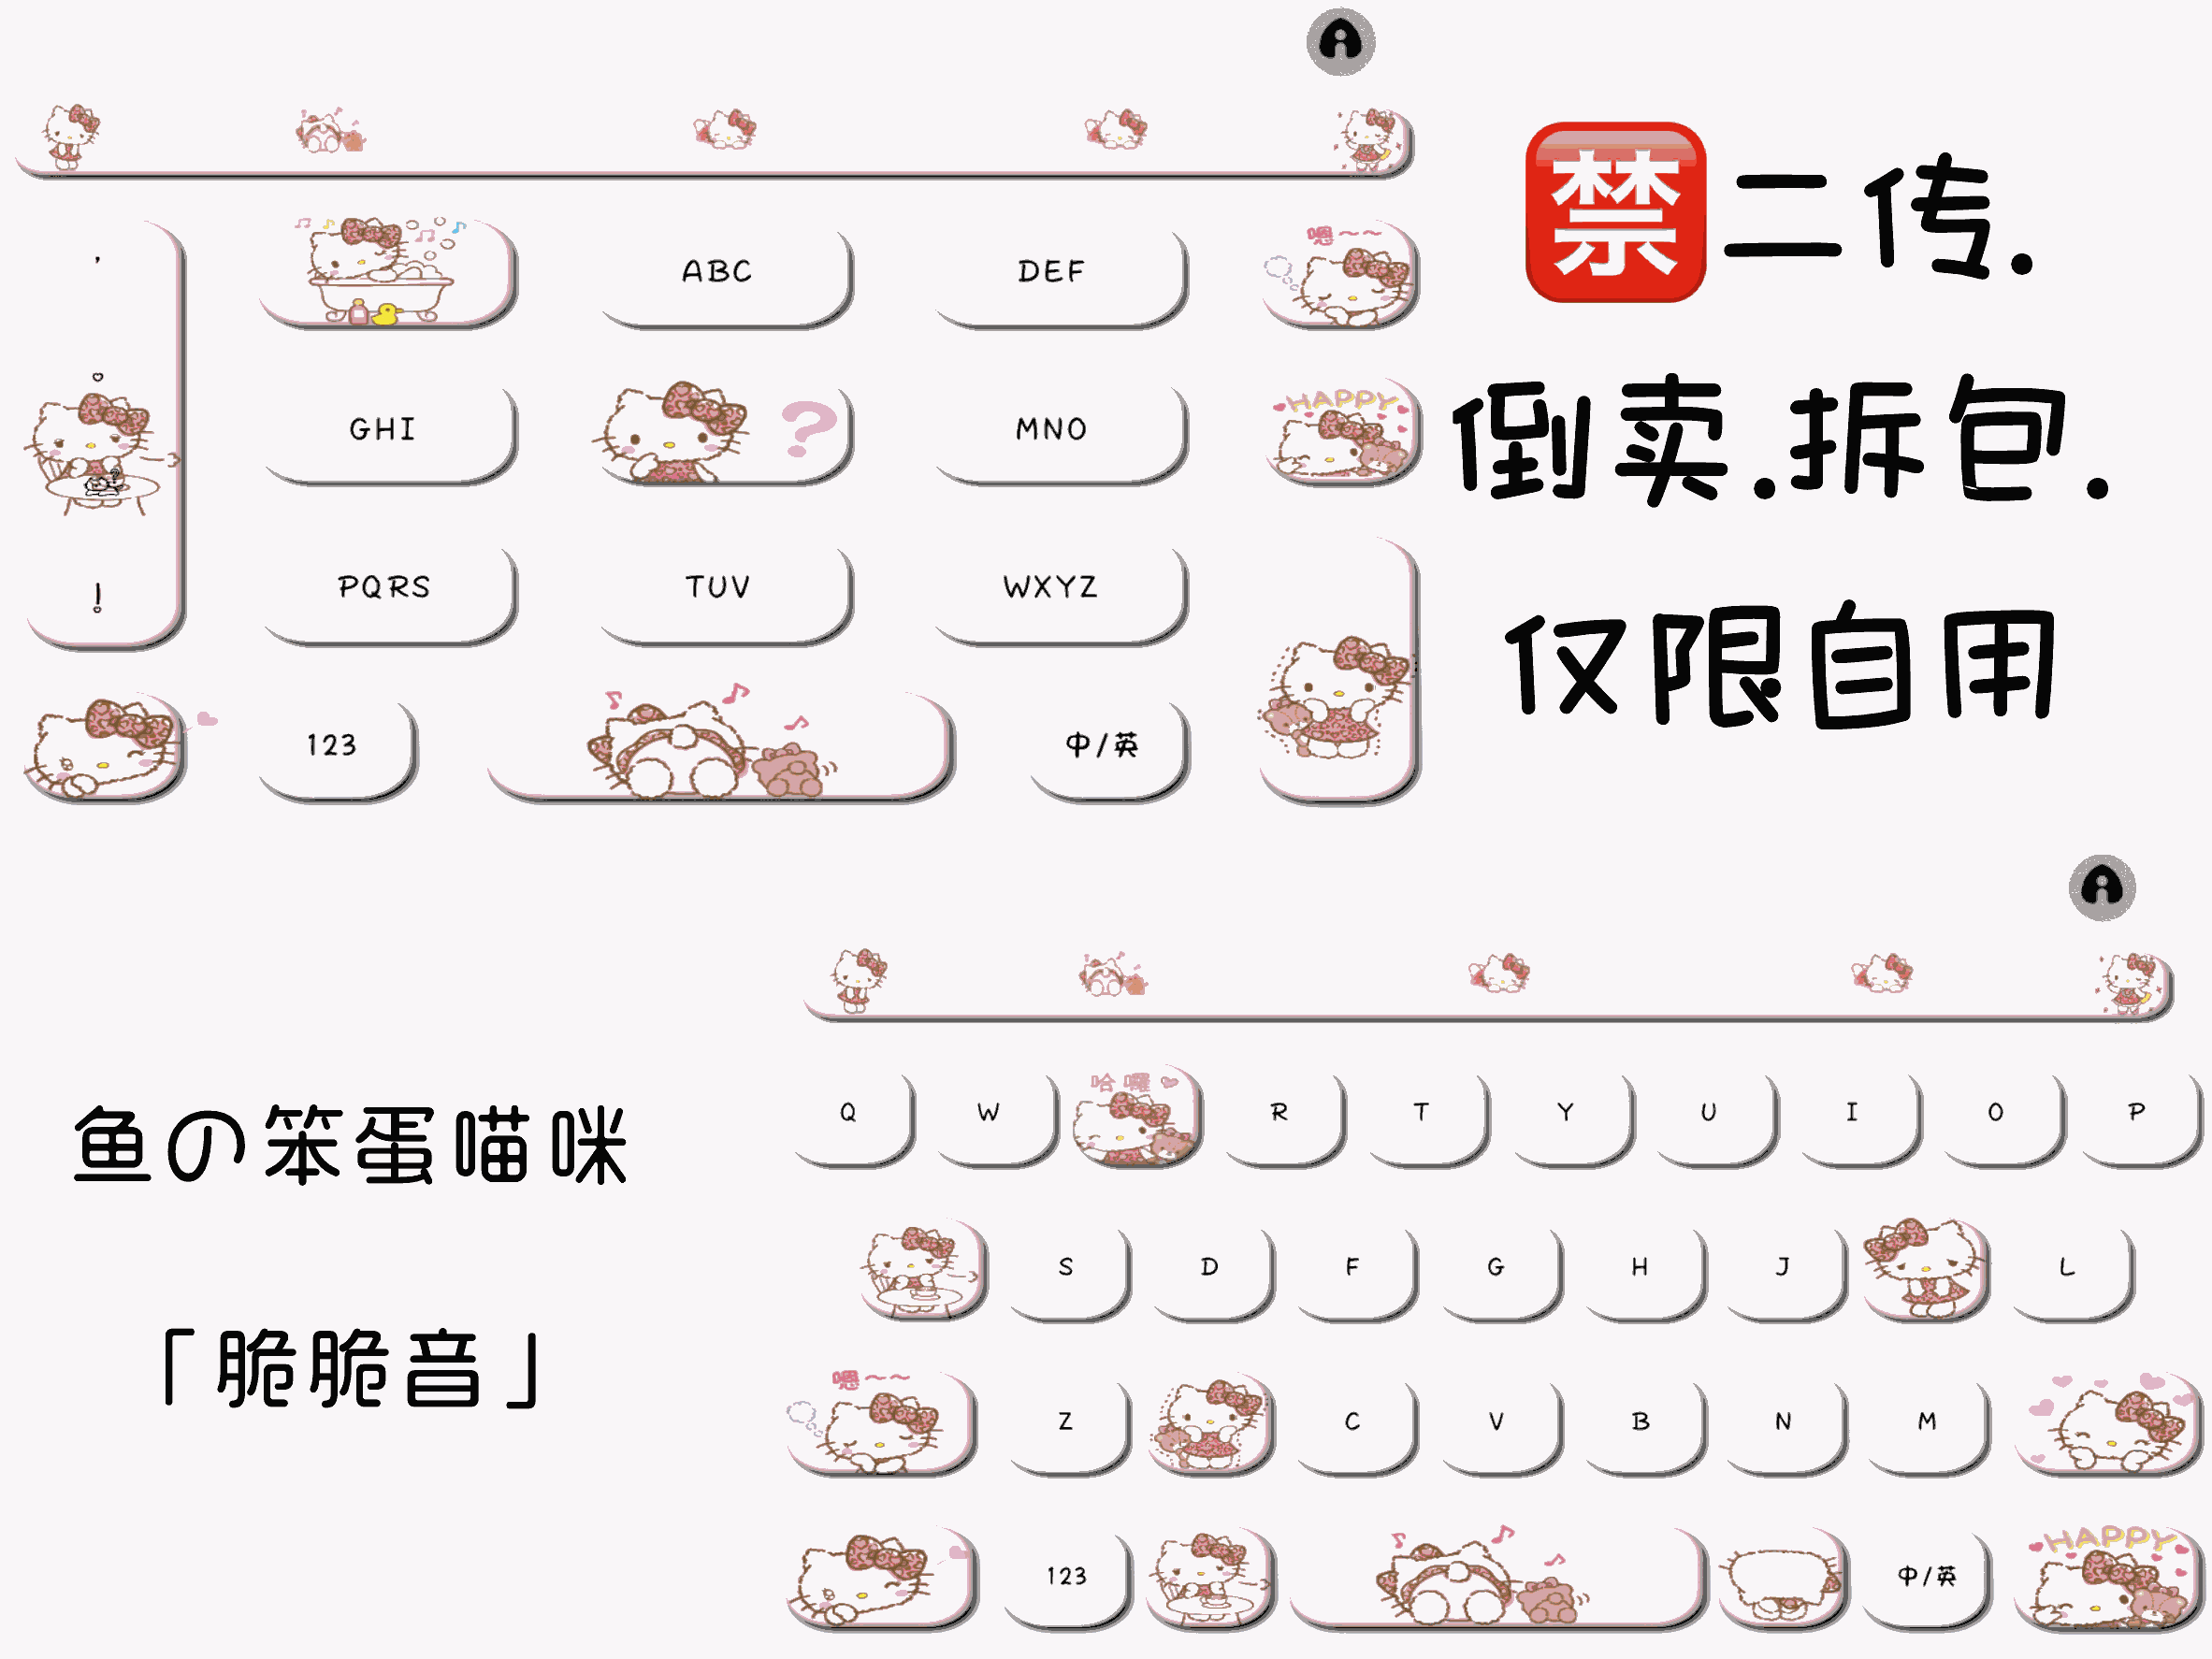 禁二传.
嗯～～
, ABC DEF
HAPPY
GHI ? MNO
倒卖.拆包.
! PQRS TUV WXYZ
仅限自用
123 中/英
哈囉
Q W R T Y U I O P
鱼の笨蛋喵咪
S D F G H J L
「脆脆音」
嗯～～
Z C V B N M
HAPPY
123 中/英